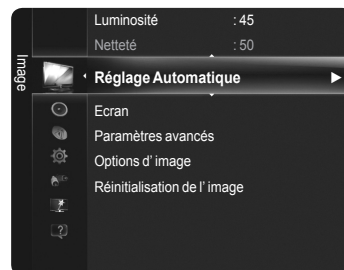 Image
Luminosité : 45
Netteté : 50
Réglage Automatique
Ecran
Paramètres avancés
Options d' image
Réinitialisation de l' image